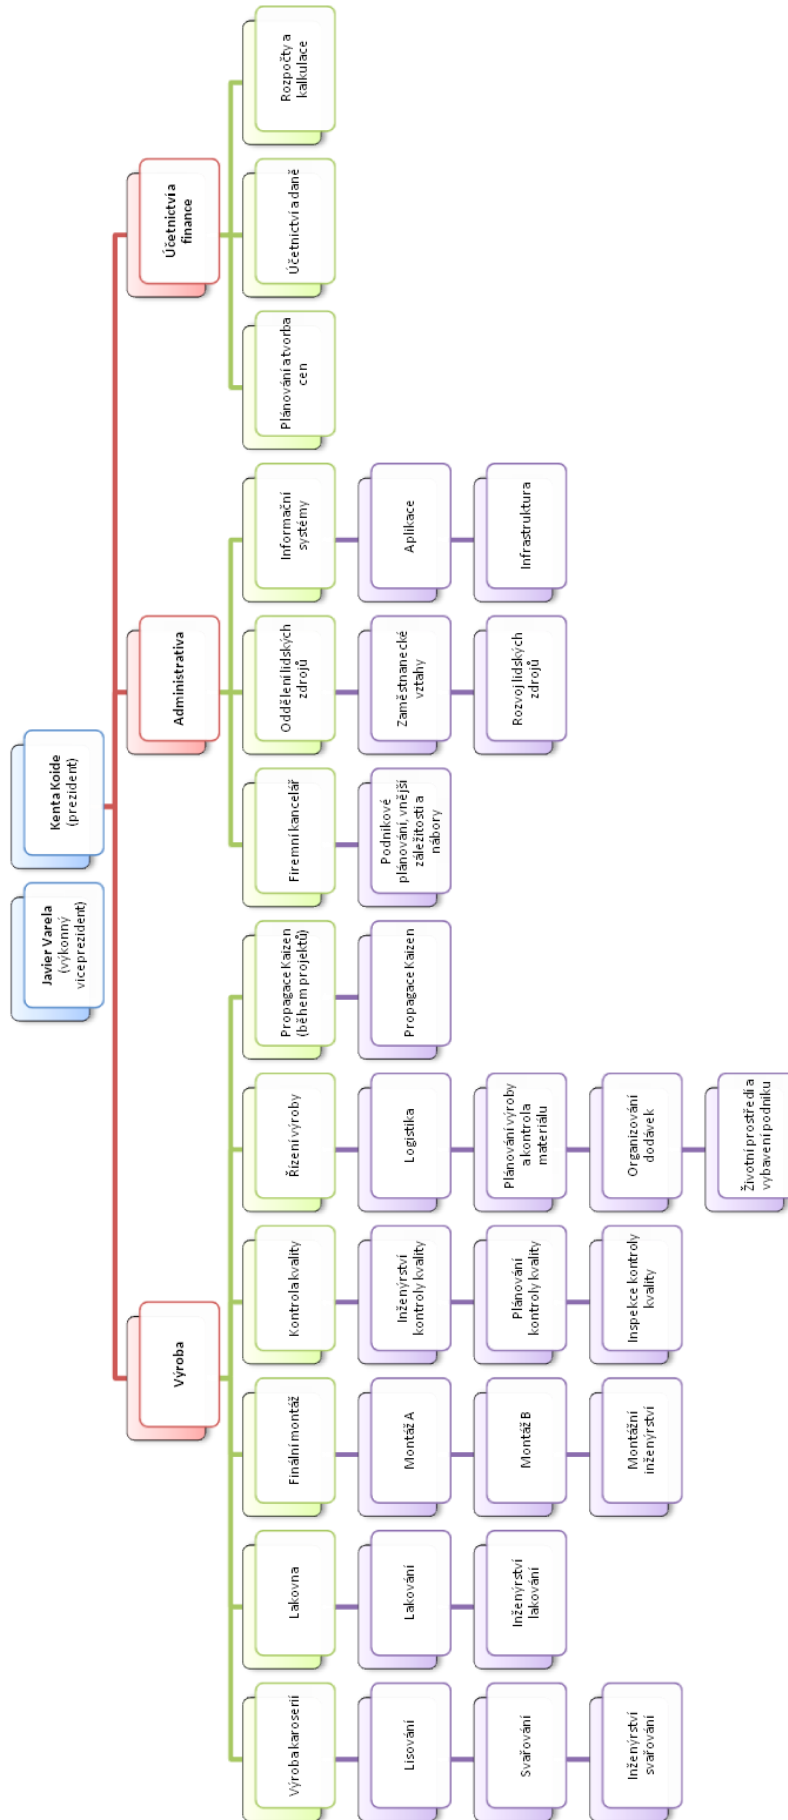 Javier Varela
(výkonný
viceprezident)
Kenta Koide
(prezident)
Výroba
Administrativa
Účetnictví a
finance
Výroba karoserií
Lakovna
Finální montáž
Kontrola kvality
Řízení výroby
Propagace Kaizen
(během projektů)
Firemní kancelář
Oddělení lidských
zdrojů
Informační
systémy
Plánování a tvorba
cen
Účetnictví a daně
Rozpočty a
kalkulace
Lisování
Lakování
Montáž A
Inženýrství
kontroly kvality
Logistika
Propagace Kaizen
Podnikové
plánování, vnější
záležitosti a
nábory
Zaměstnanecké
vztahy
Aplikace
Svařování
Inženýrství
lakování
Montáž B
Plánování
kontroly kvality
Plánování výroby
a kontrola
materiálu
Rozvoj lidských
zdrojů
Infrastruktura
Inženýrství
svařování
Montážní
inženýrství
Inspekce kontroly
kvality
Organizování
dodávek
Životní prostředí a
vybavení podniku